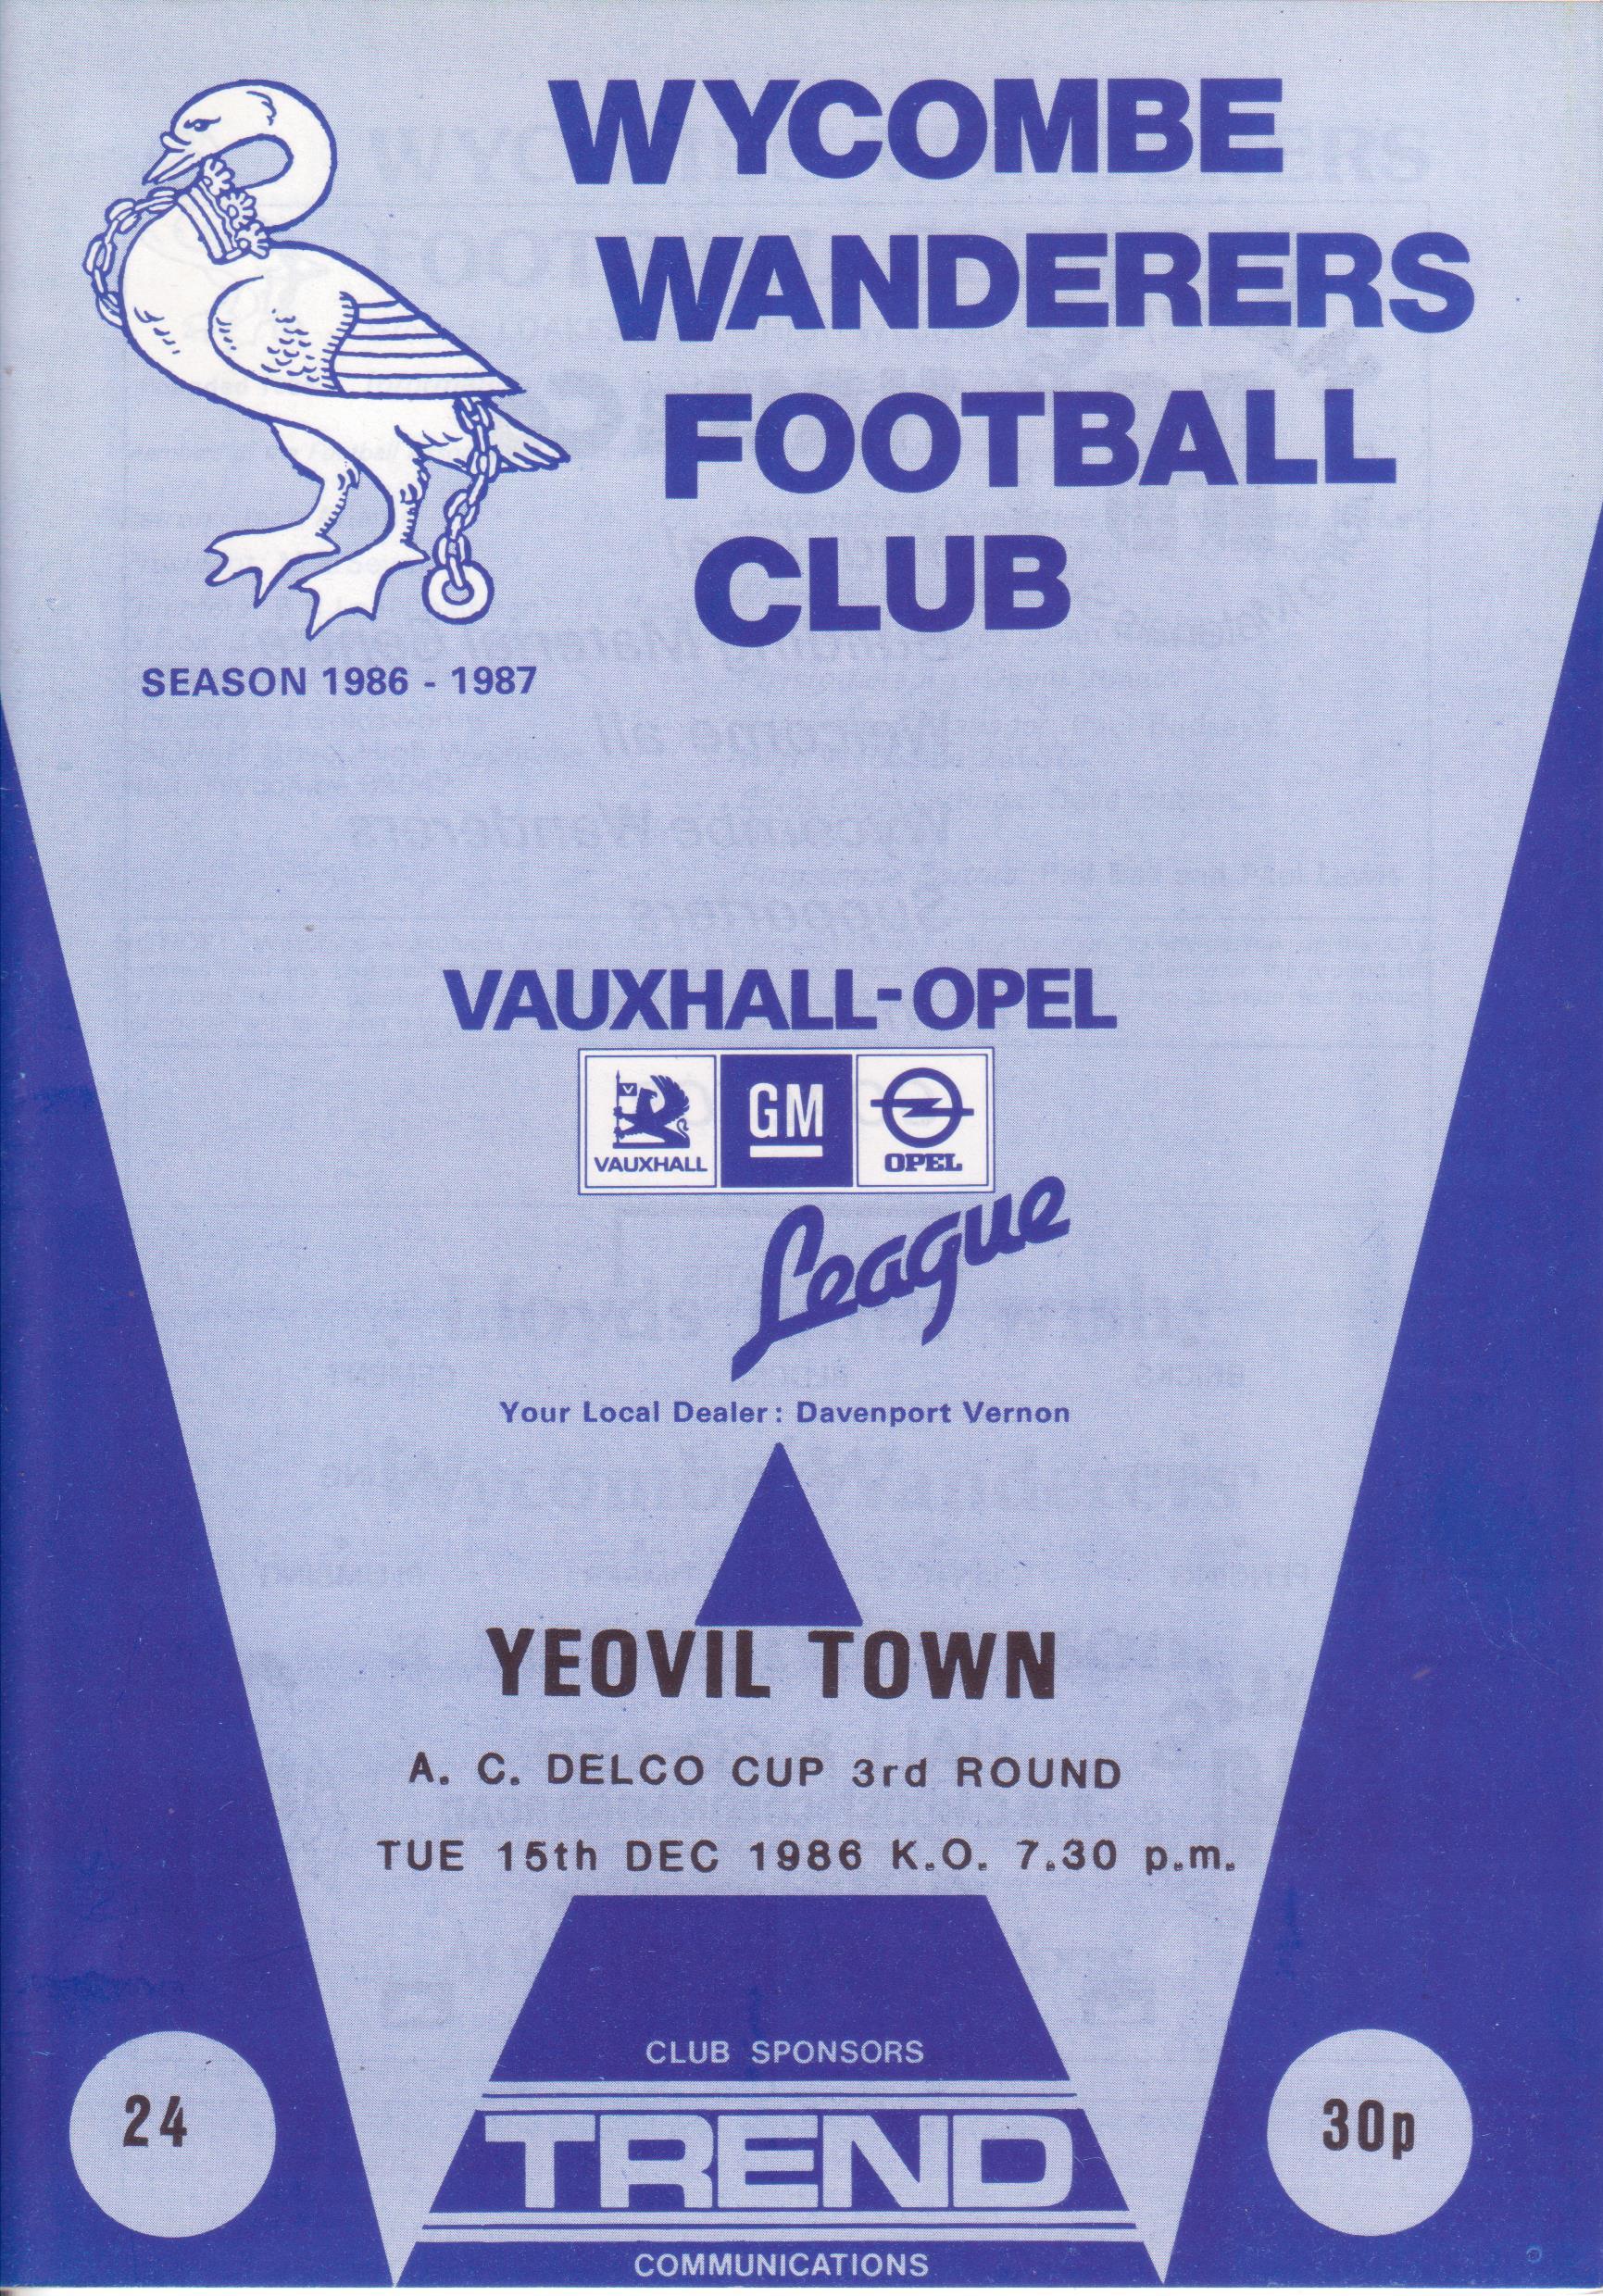 WYCOMBE
WANDERERS
FOOTBALL
CLUB
SEASON 1986 - 1987
VAUXHALL-OPEL
V
VAUXHALL
GM
OPEL
League
Your Local Dealer: Davenport Vernon
YEOVIL TOWN
A. C. DELCO CUP 3rd ROUND
TUE 15th DEC 1986 K.O. 7.30 p.m.
CLUB SPONSORS
TREND
COMMUNICATIONS
24
30p